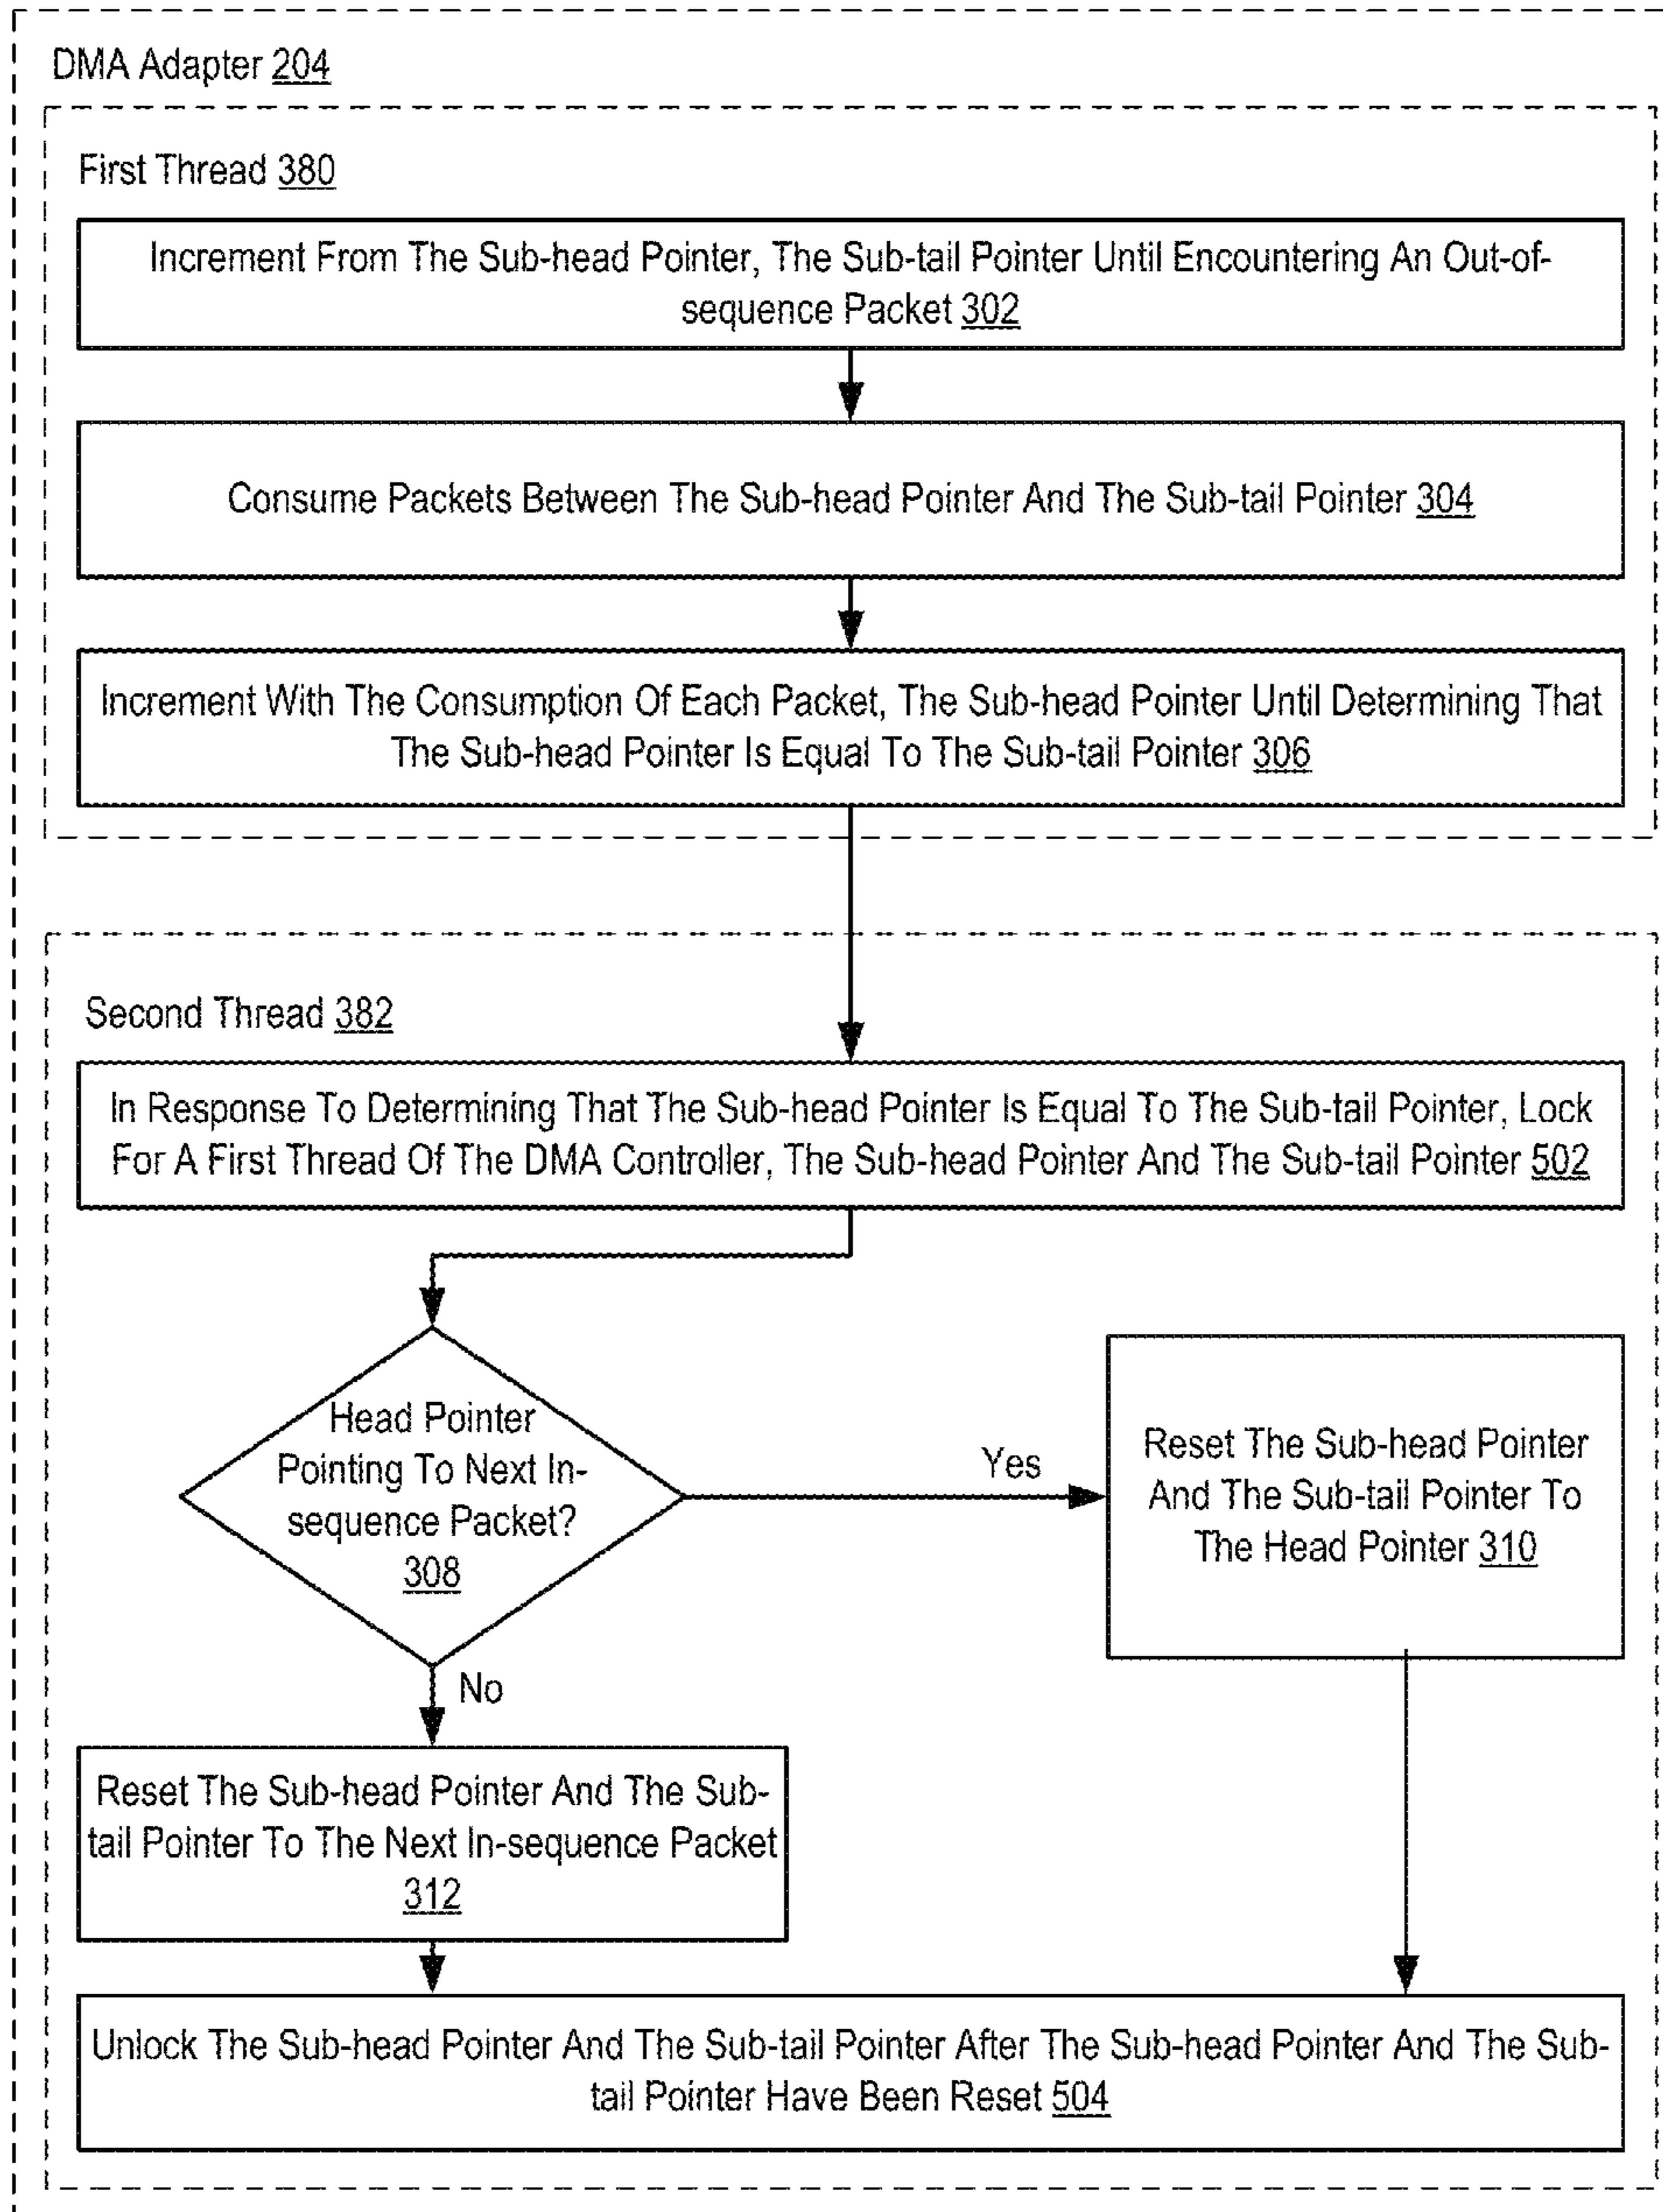 DMA Adapter 204
First Thread 380
Increment From The Sub-head Pointer, The Sub-tail Pointer Until Encountering An Out-of-
sequence Packet 302
Consume Packets Between The Sub-head Pointer And The Sub-tail Pointer 304
Increment With The Consumption Of Each Packet, The Sub-head Pointer Until Determining That
The Sub-head Pointer Is Equal To The Sub-tail Pointer 306
Second Thread 382
In Response To Determining That The Sub-head Pointer Is Equal To The Sub-tail Pointer, Lock
For A First Thread Of The DMA Controller, The Sub-head Pointer And The Sub-tail Pointer 502
Head Pointer
Pointing To Next In-
sequence Packet?
308
Yes
Reset The Sub-head Pointer
And The Sub-tail Pointer To
The Head Pointer 310
No
Reset The Sub-head Pointer And The Sub-
tail Pointer To The Next In-sequence Packet
312
Unlock The Sub-head Pointer And The Sub-tail Pointer After The Sub-head Pointer And The Sub-
tail Pointer Have Been Reset 504